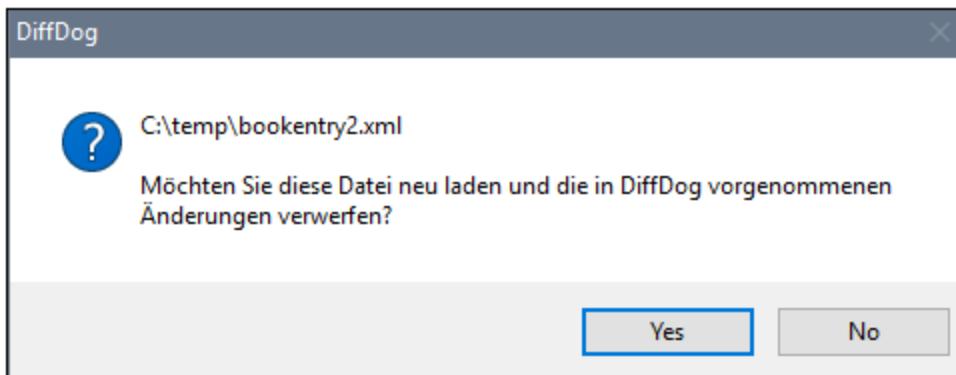 DiffDog
C:\temp\bookentry2.xml
Möchten Sie diese Datei neu laden und die in DiffDog vorgenommenen
Änderungen verwerfen?
Yes
No